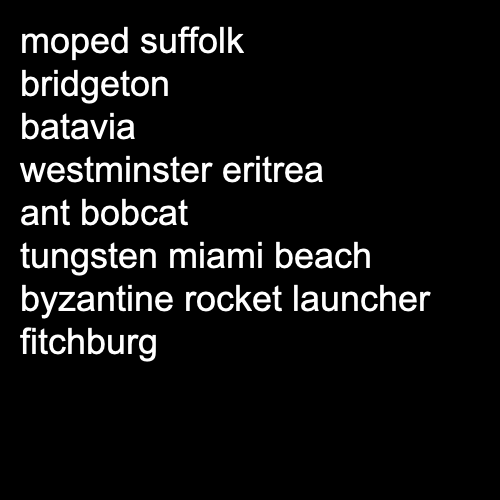 moped suffolk
bridgeton
batavia
westminster eritrea
ant bobcat
tungsten miami beach
byzantine rocket launcher
fitchburg